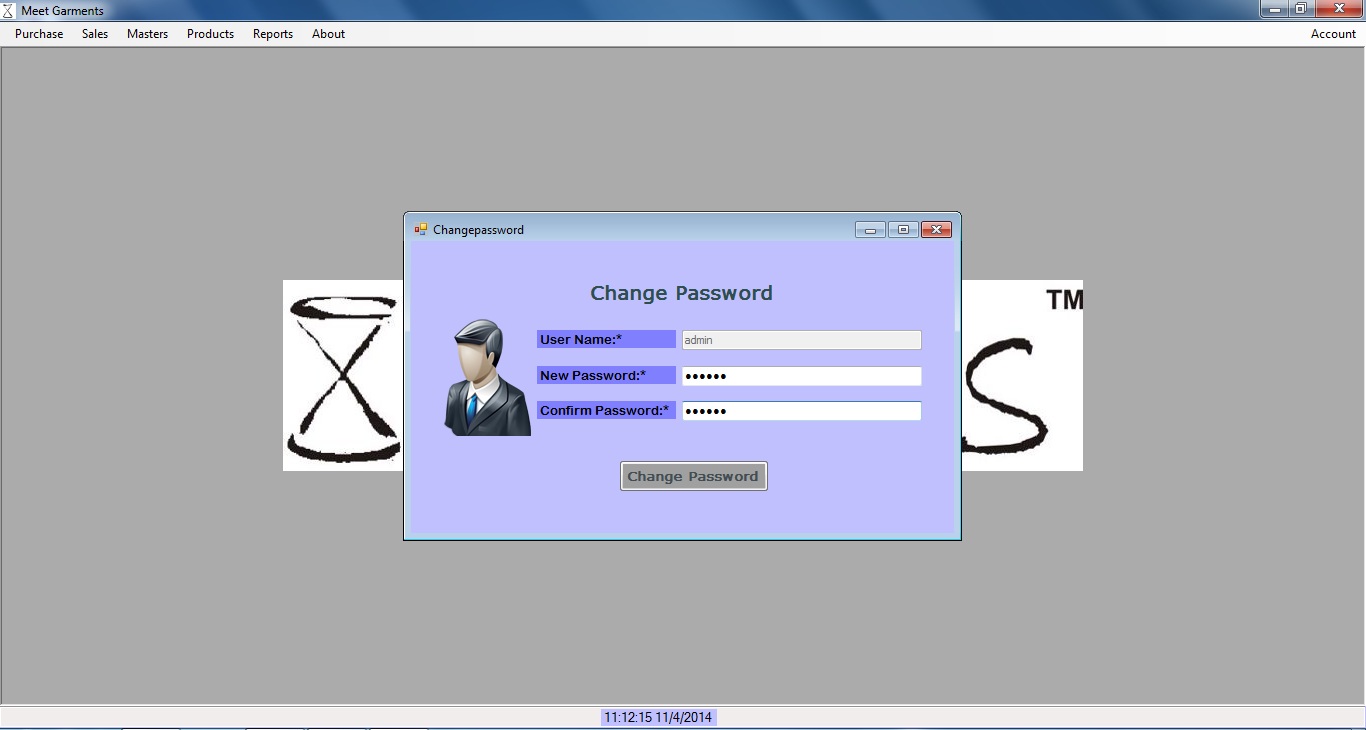 Meet Garments
Purchase Sales Masters Products Reports About Account
Changepassword
Change Password
TM
User Name:* admin
New Password:* ••••••
Confirm Password:* ••••••
S
Change Password
11:12:15 11/4/2014